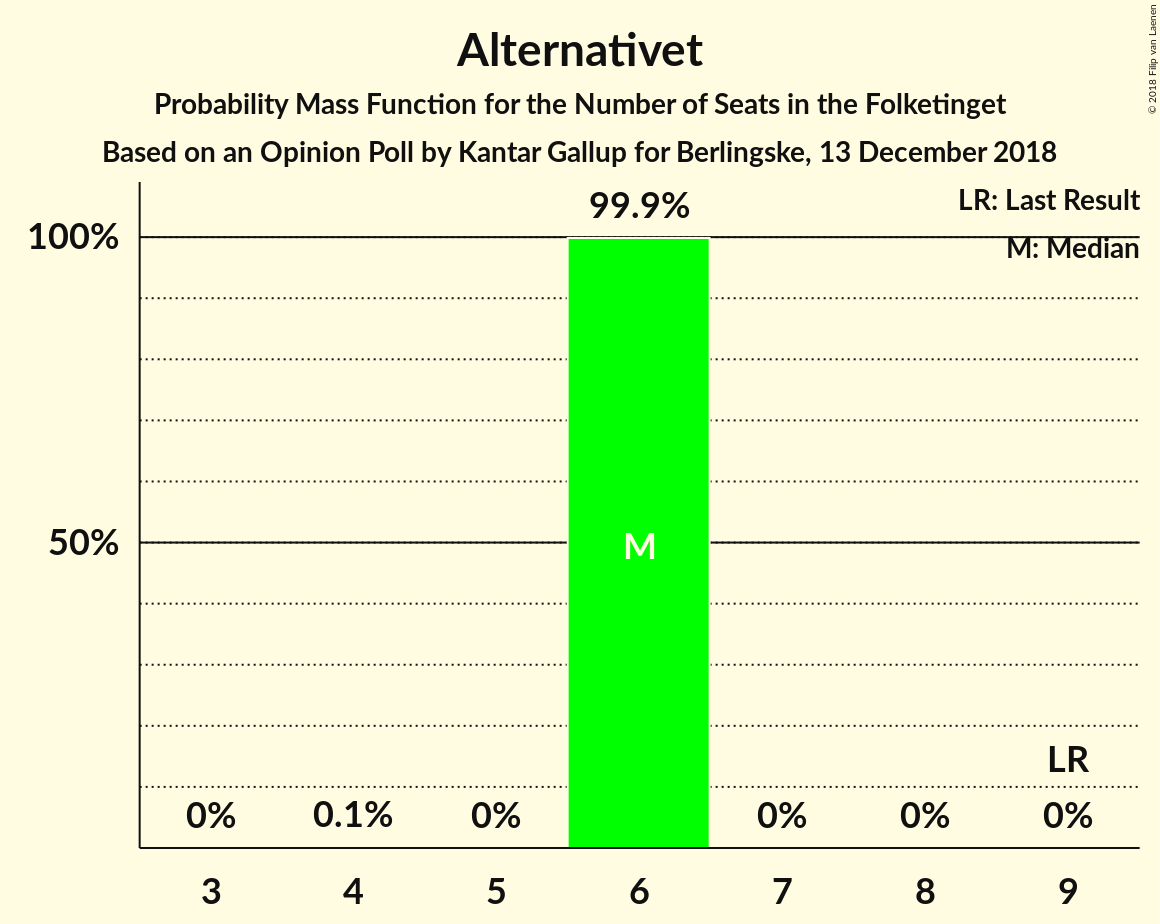 Alternativet
Probability Mass Function for the Number of Seats in the Folketinget
Based on an Opinion Poll by Kantar Gallup for Berlingske, 13 December 2018
© 2018 Filip van Laenen
LR: Last Result
M: Median
99.9%
100%
50%
M
LR
0% 0.1% 0% 0% 0% 0%
3 4 5 6 7 8 9